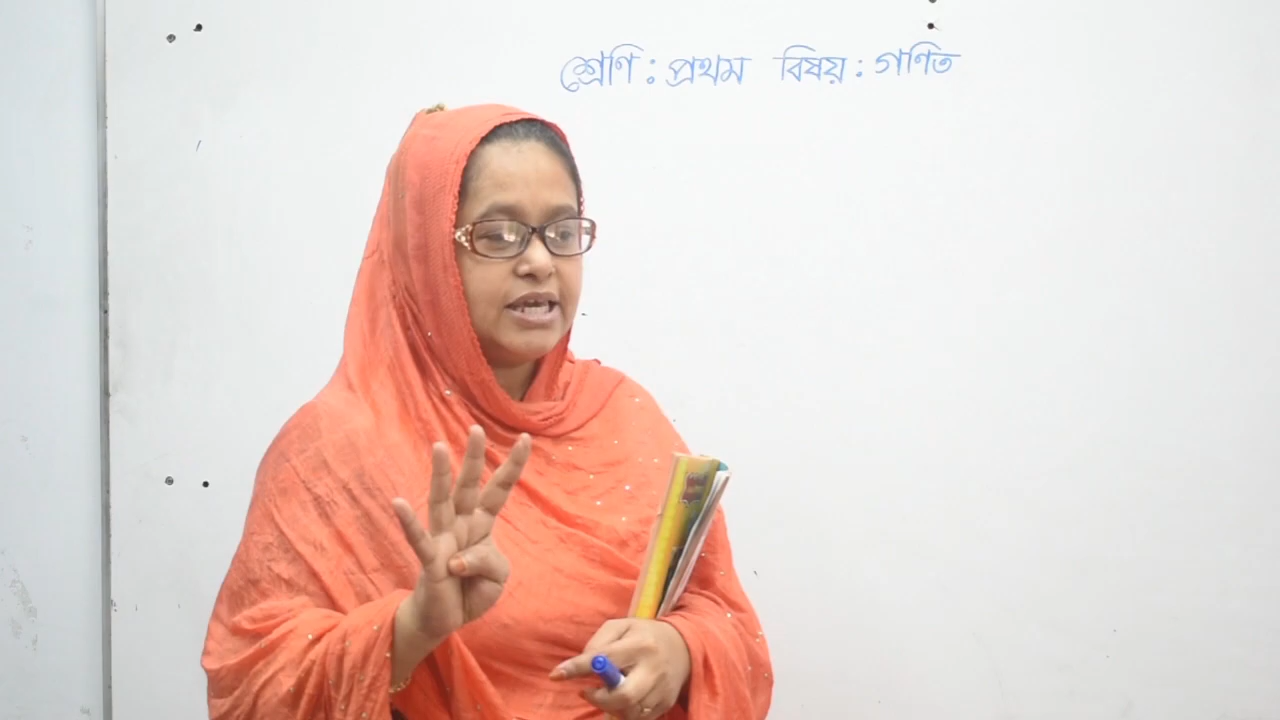 শ্রেণি : প্রথম বিষয় : গণিত